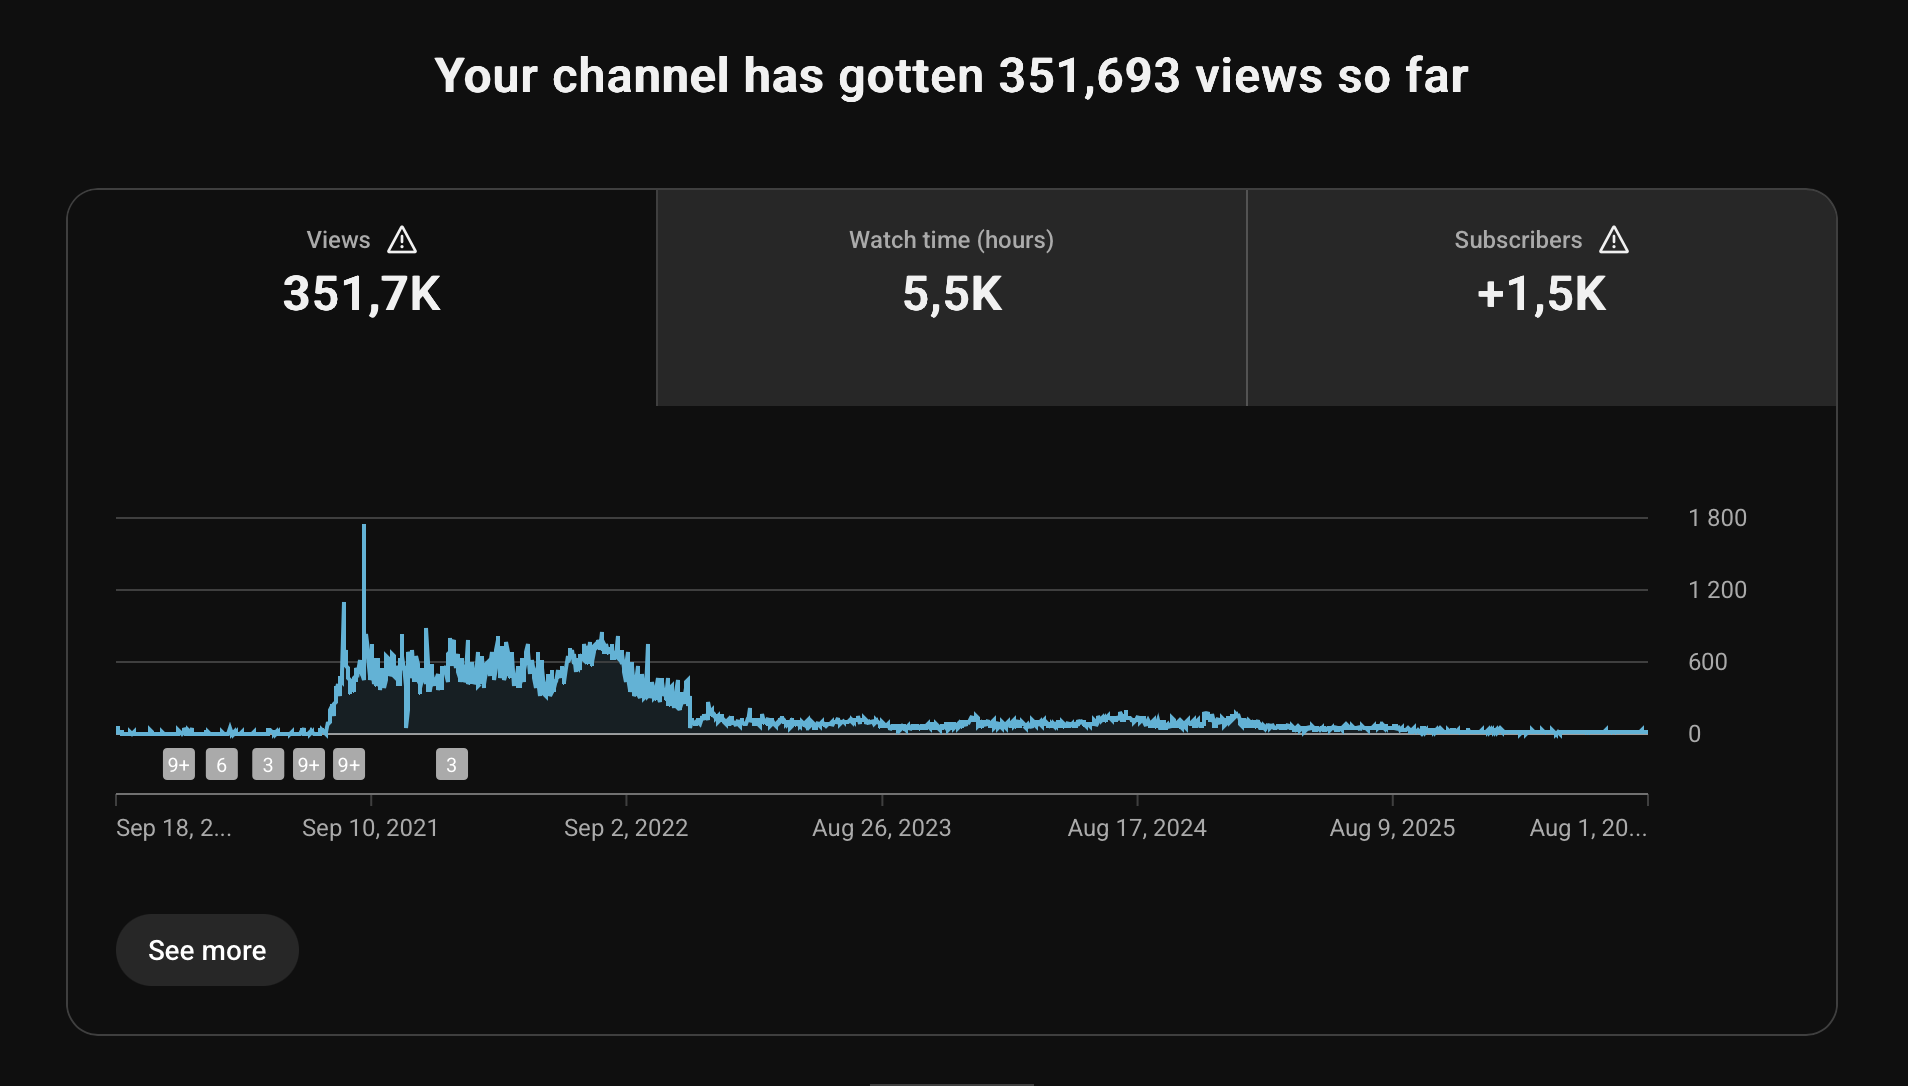 Your channel has gotten 351,693 views so far
Views
351,7K
Watch time (hours)
5,5K
Subscribers
+1,5K
1 800
1 200
600
0
9+ 6 3 9+ 9+ 3
Sep 18, 2... Sep 10, 2021 Sep 2, 2022 Aug 26, 2023 Aug 17, 2024 Aug 9, 2025 Aug 1, 20...
See more